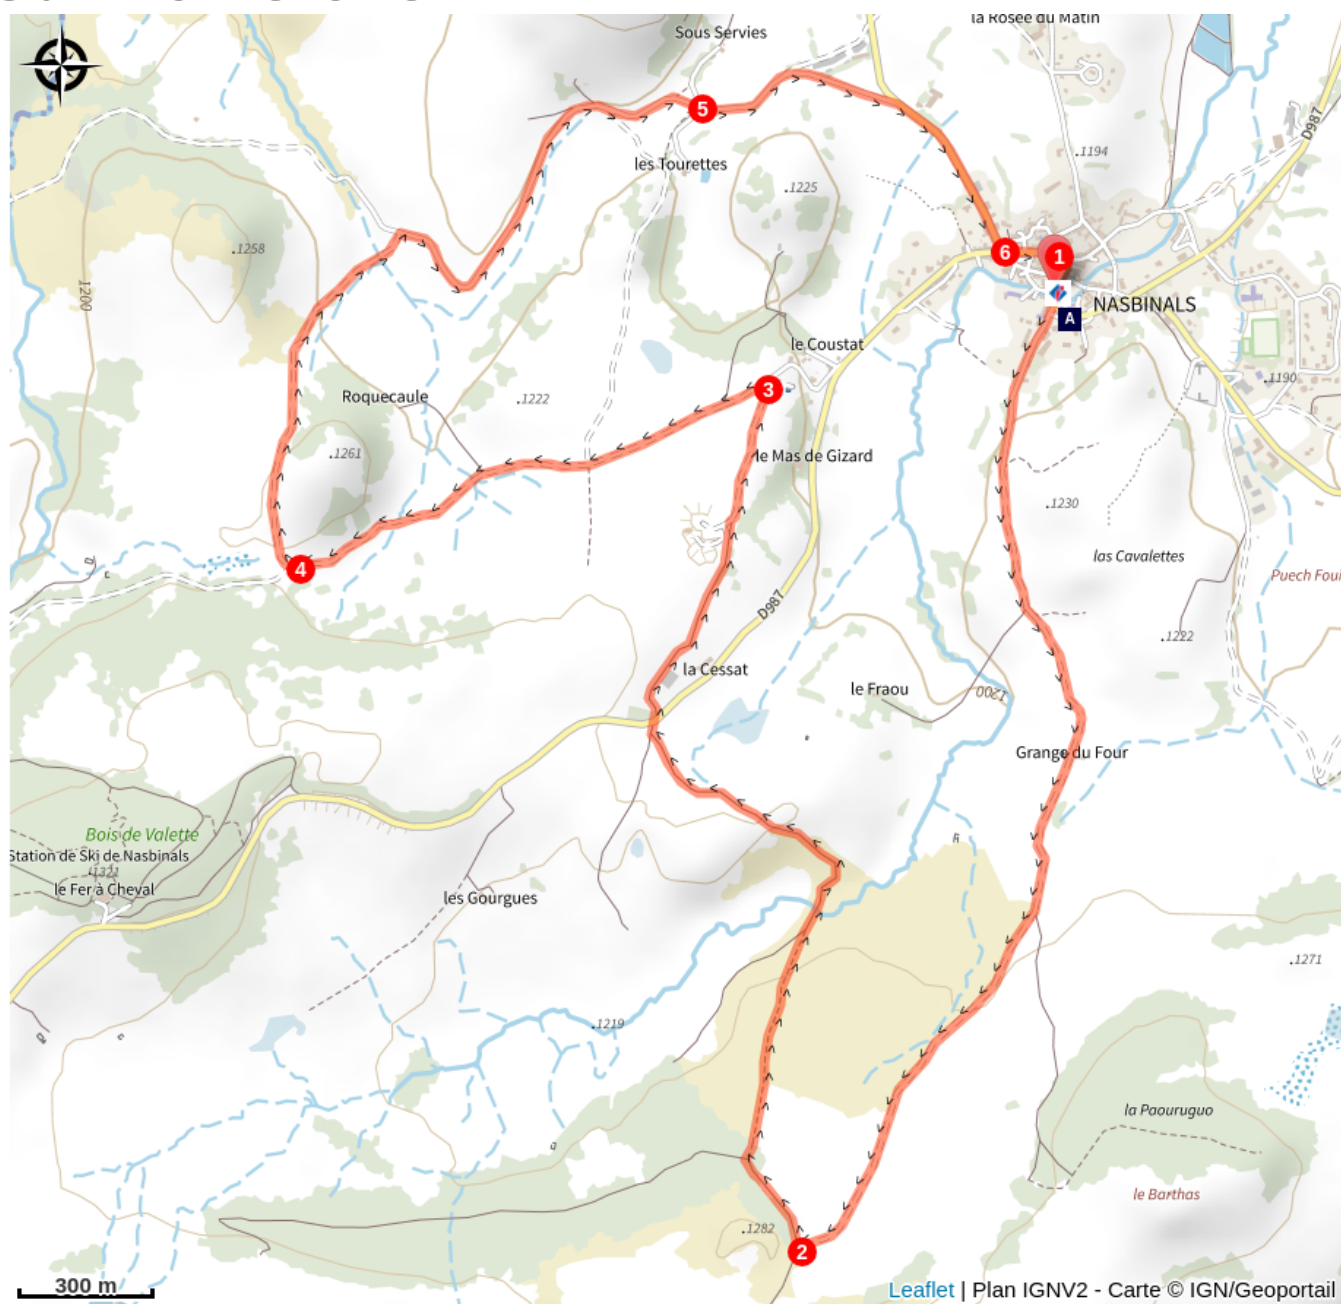 la Rosée du Matin
Sous Servies
D987
5
les Tourettes
1194
1225
1258
6
1
1200
NASBINALS
A
le Coustat
1190
3
Roquecaule
1222
1261
le Mas de Gizard
1230
las Cavalettes
4
Puech Foui
D987
1222
la Cessat
le Fraou
1200
Grange du Four
Bois de Valette
Station de Ski de Nasbinals
1321
le Fer à Cheval
les Gourgues
1271
1219
la Paouruguo
le Barthas
1282
2
300 m
Leaflet | Plan IGNV2 - Carte © IGN/Geoportail